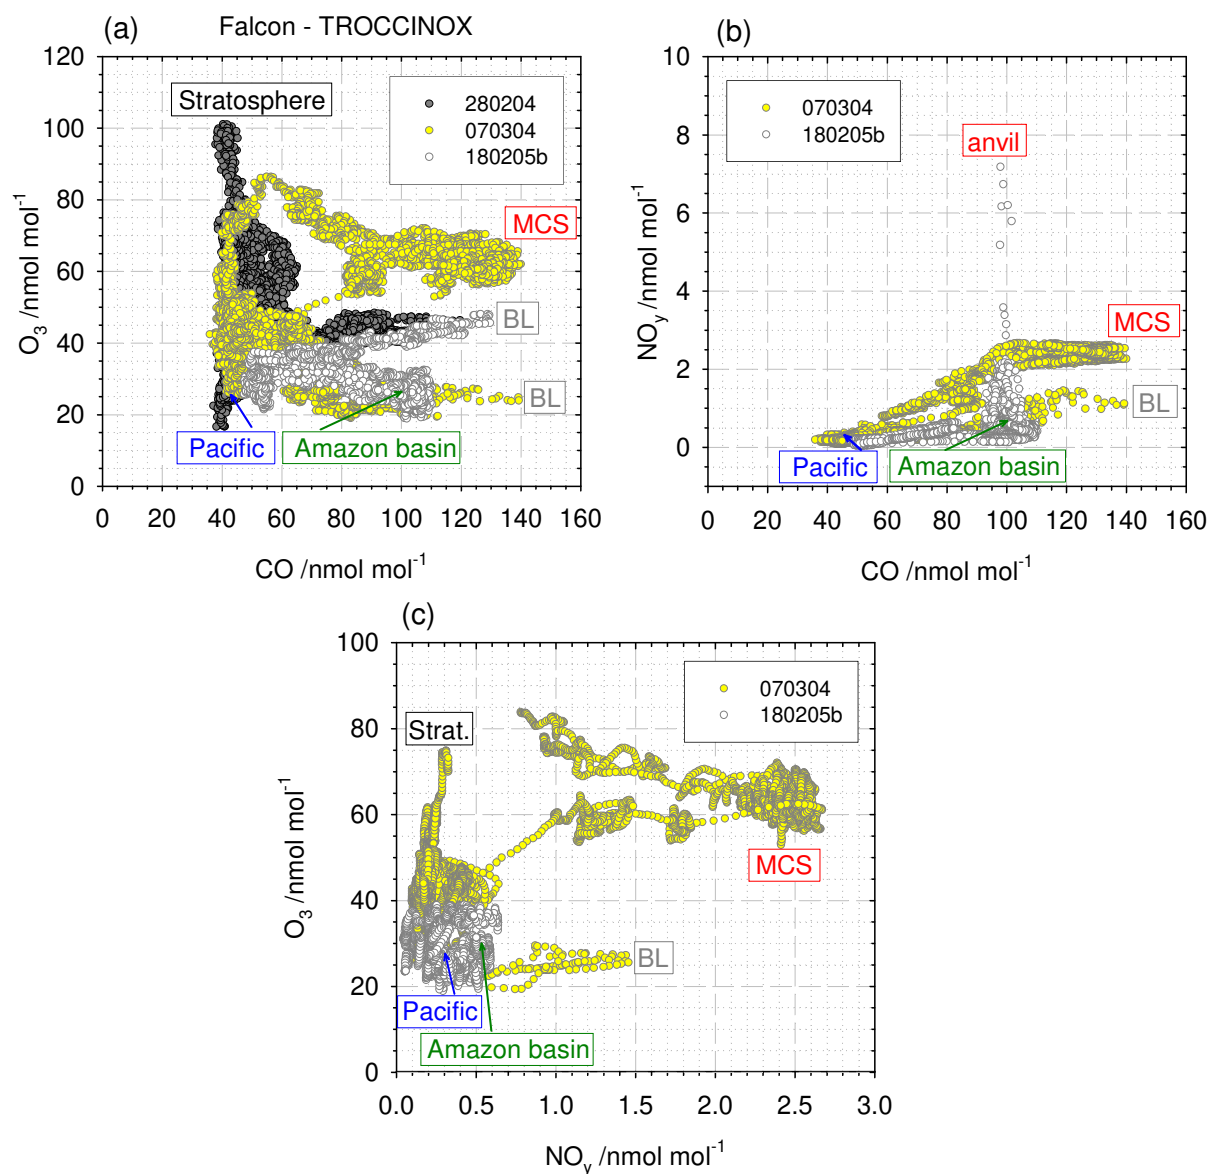 (a)
Falcon - TROCCINOX
120
100
80
60
40
20
0
O3 /nmol mol-1
Stratosphere
280204
070304
180205b
MCS
BL
BL
Pacific
Amazon basin
0 20 40 60 80 100 120 140 160
CO /nmol mol-1
(b)
10
8
6
4
2
0
NOy /nmol mol-1
070304
180205b
anvil
MCS
BL
Pacific
Amazon basin
0 20 40 60 80 100 120 140 160
CO /nmol mol-1
(c)
100
80
60
40
20
0
O3 /nmol mol-1
070304
180205b
Strat.
MCS
BL
Pacific
Amazon basin
0.0 0.5 1.0 1.5 2.0 2.5 3.0
NOy /nmol mol-1